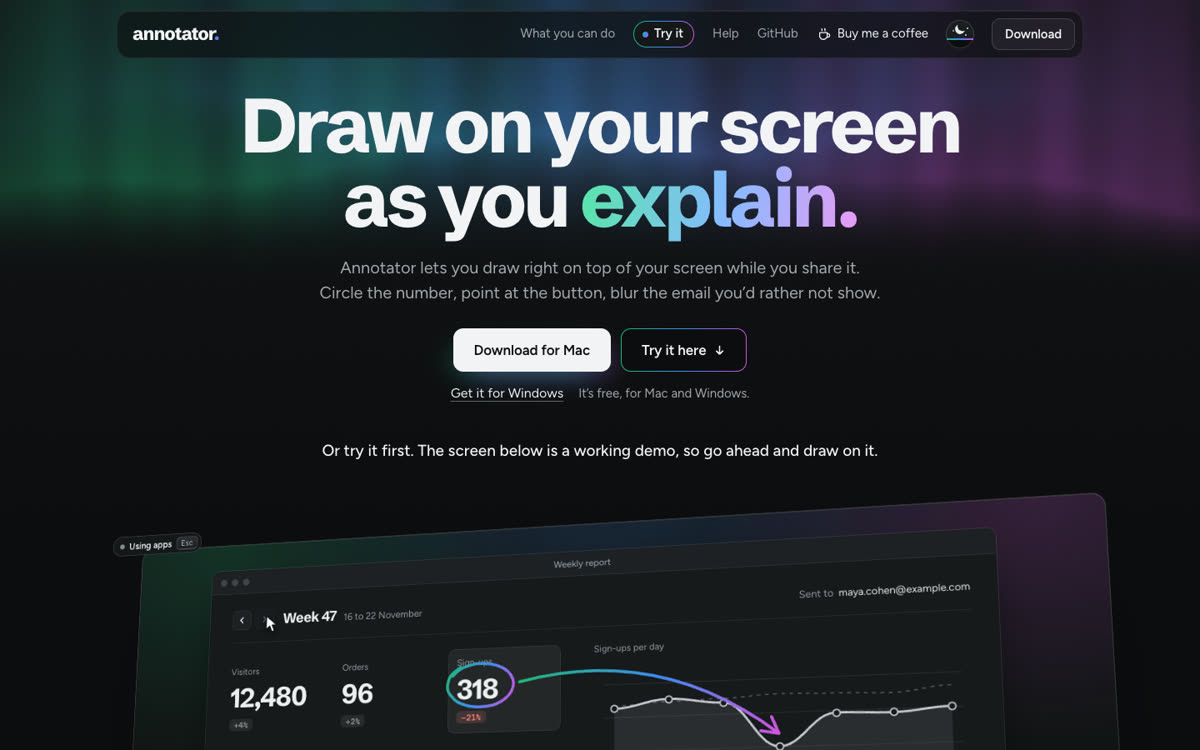 annotator.
What you can do
Try it
Help
GitHub
Buy me a coffee
Download
Draw on your screen
as you explain.
Annotator lets you draw right on top of your screen while you share it.
Circle the number, point at the button, blur the email you’d rather not show.
Download for Mac
Try it here ↓
Get it for Windows
It’s free, for Mac and Windows.
Or try it first. The screen below is a working demo, so go ahead and draw on it.
Using apps Esc
Weekly report
Week 47 16 to 22 November
Sent to maya.cohen@example.com
Visitors
12,480
+4%
Orders
96
+2%
Sign-ups
318
−21%
Sign-ups per day